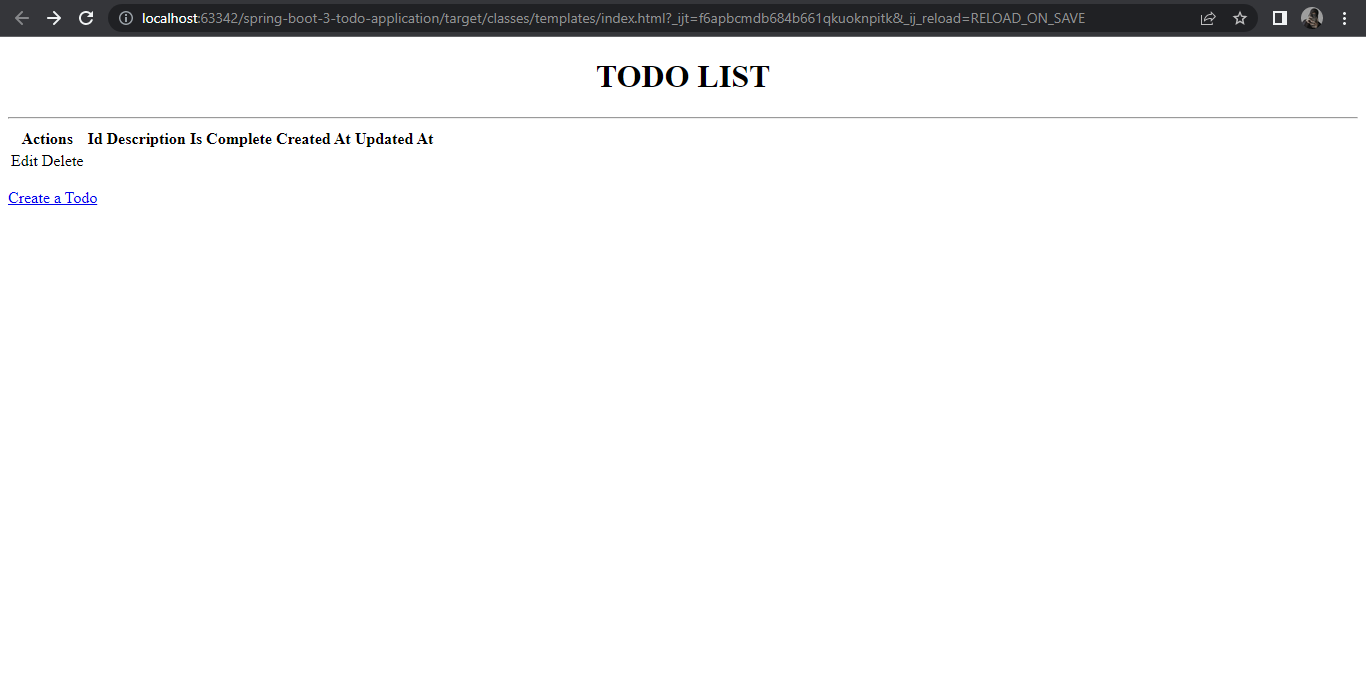 localhost:63342/spring-boot-3-todo-application/target/classes/templates/index.html?_ijt=f6apbcmdb684b661qkuoknpitk&_ij_reload=RELOAD_ON_SAVE
TODO LIST
Actions Id Description Is Complete Created At Updated At
Edit Delete
Create a Todo